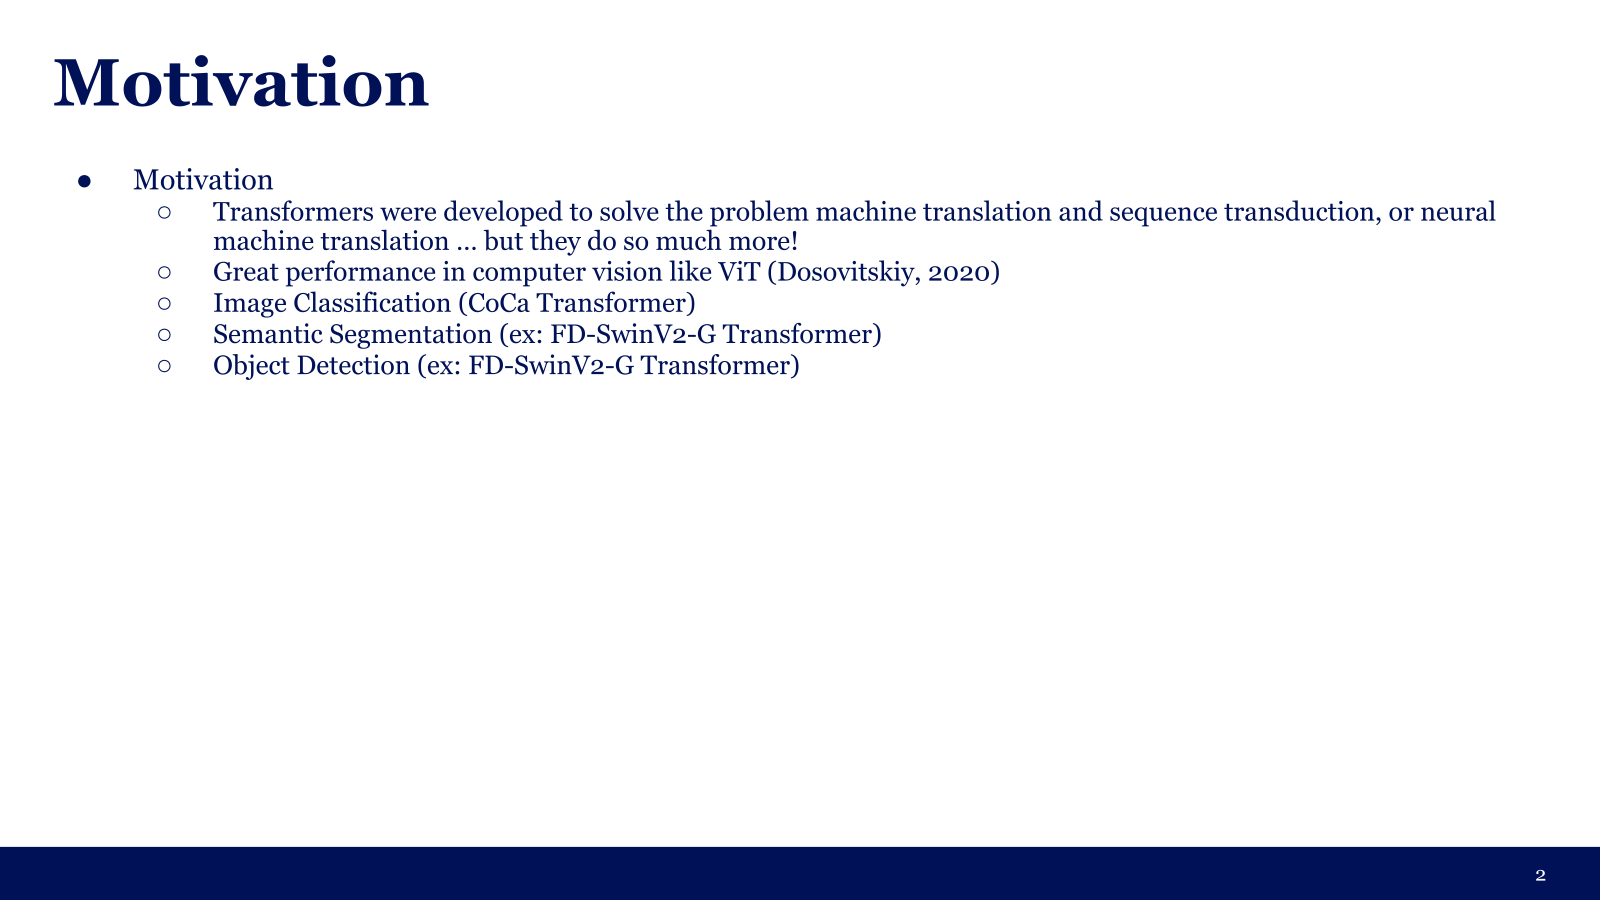 Motivation
● Motivation
○ Transformers were developed to solve the problem machine translation and sequence transduction, or neural
machine translation … but they do so much more!
○ Great performance in computer vision like ViT (Dosovitskiy, 2020)
○ Image Classification (CoCa Transformer)
○ Semantic Segmentation (ex: FD-SwinV2-G Transformer)
○ Object Detection (ex: FD-SwinV2-G Transformer)
2